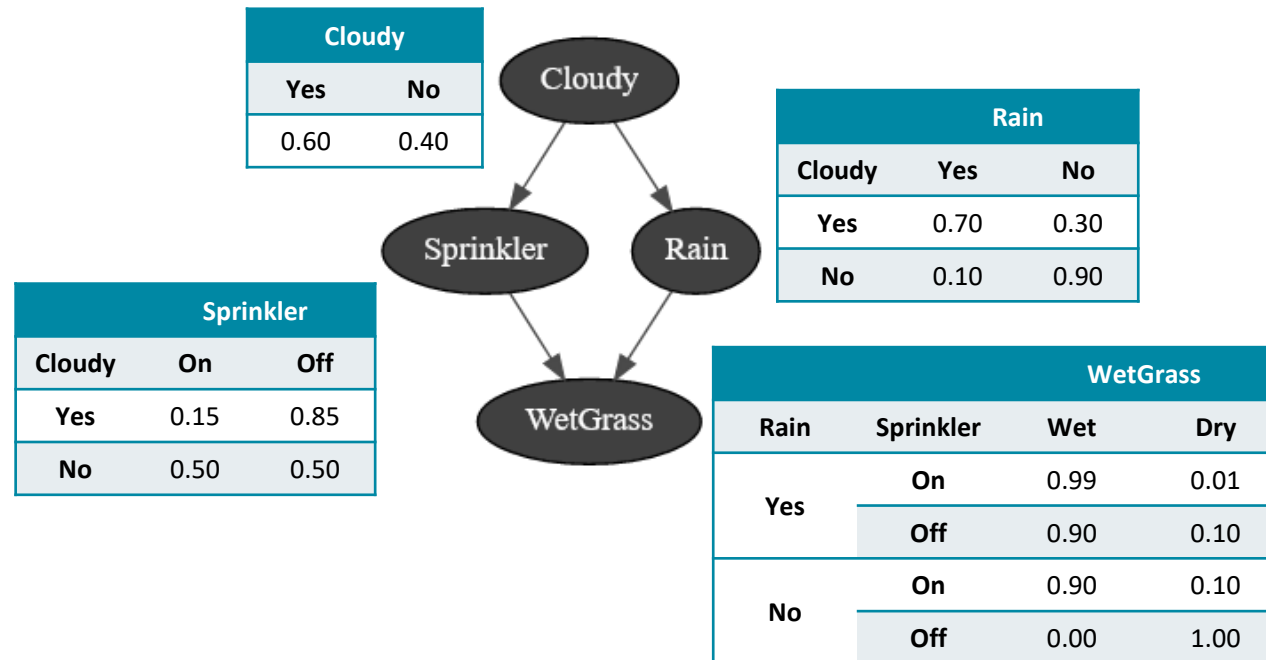 Cloudy
Yes No
0.60 0.40
Cloudy
Rain
Cloudy Yes No
Yes 0.70 0.30
No 0.10 0.90
Sprinkler
Rain
Sprinkler
Cloudy On Off
Yes 0.15 0.85
No 0.50 0.50
WetGrass
WetGrass
Rain Sprinkler Wet Dry
Yes
On 0.99 0.01
Off 0.90 0.10
No
On 0.90 0.10
Off 0.00 1.00